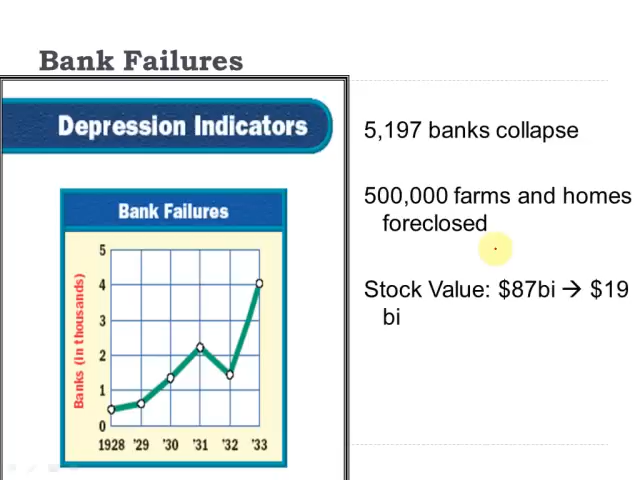 Bank Failures
Depression Indicators
Bank Failures
Banks (in thousands)
5
4
3
2
1
0
1928 '29 '30 '31 '32 '33
5,197 banks collapse
500,000 farms and homes
foreclosed
Stock Value: $87bi → $19
bi